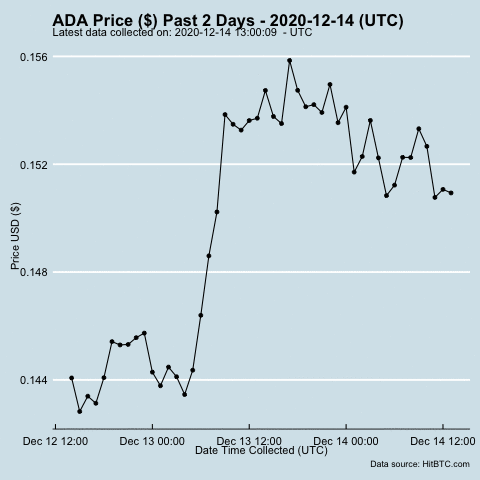 ADA Price ($) Past 2 Days - 2020-12-14 (UTC)
Latest data collected on: 2020-12-14 13:00:09 - UTC
0.156
0.152
0.148
0.144
Price USD ($)
Dec 12 12:00 Dec 13 00:00 Dec 13 12:00 Dec 14 00:00 Dec 14 12:00
Date Time Collected (UTC)
Data source: HitBTC.com